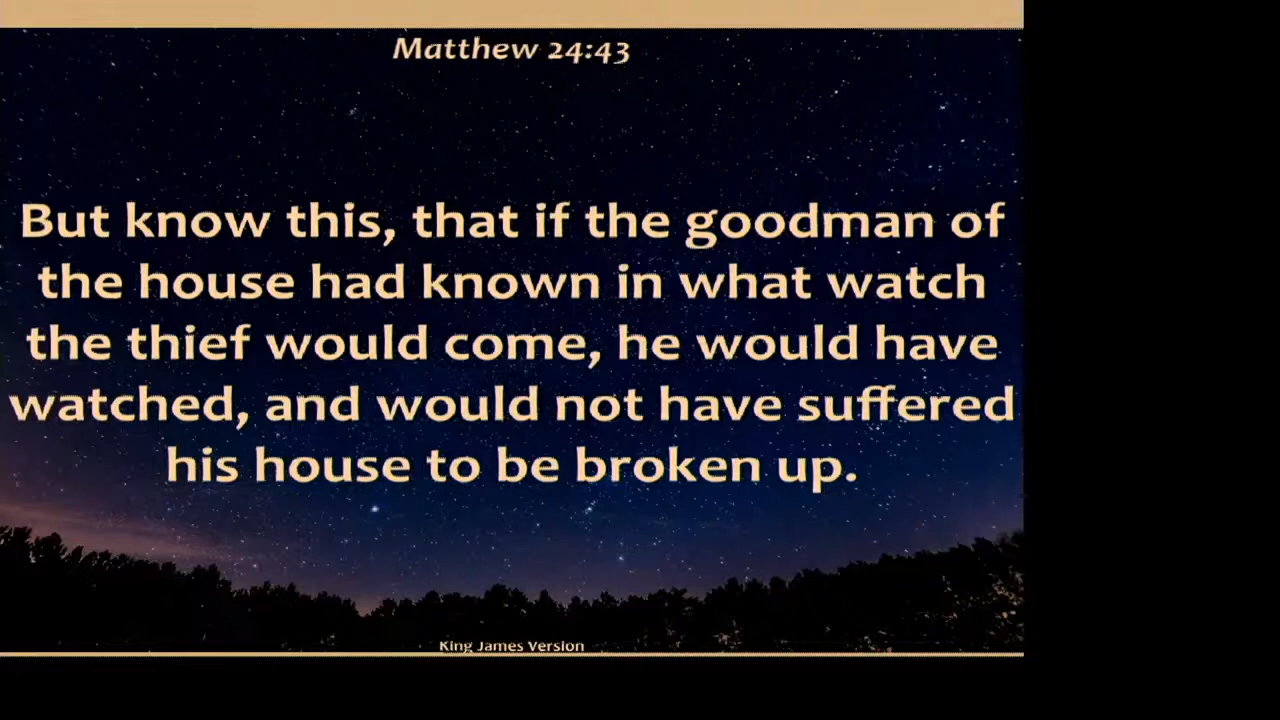 Matthew 24:43
But know this, that if the goodman of
the house had known in what watch
the thief would come, he would have
watched, and would not have suffered
his house to be broken up.
King James Version